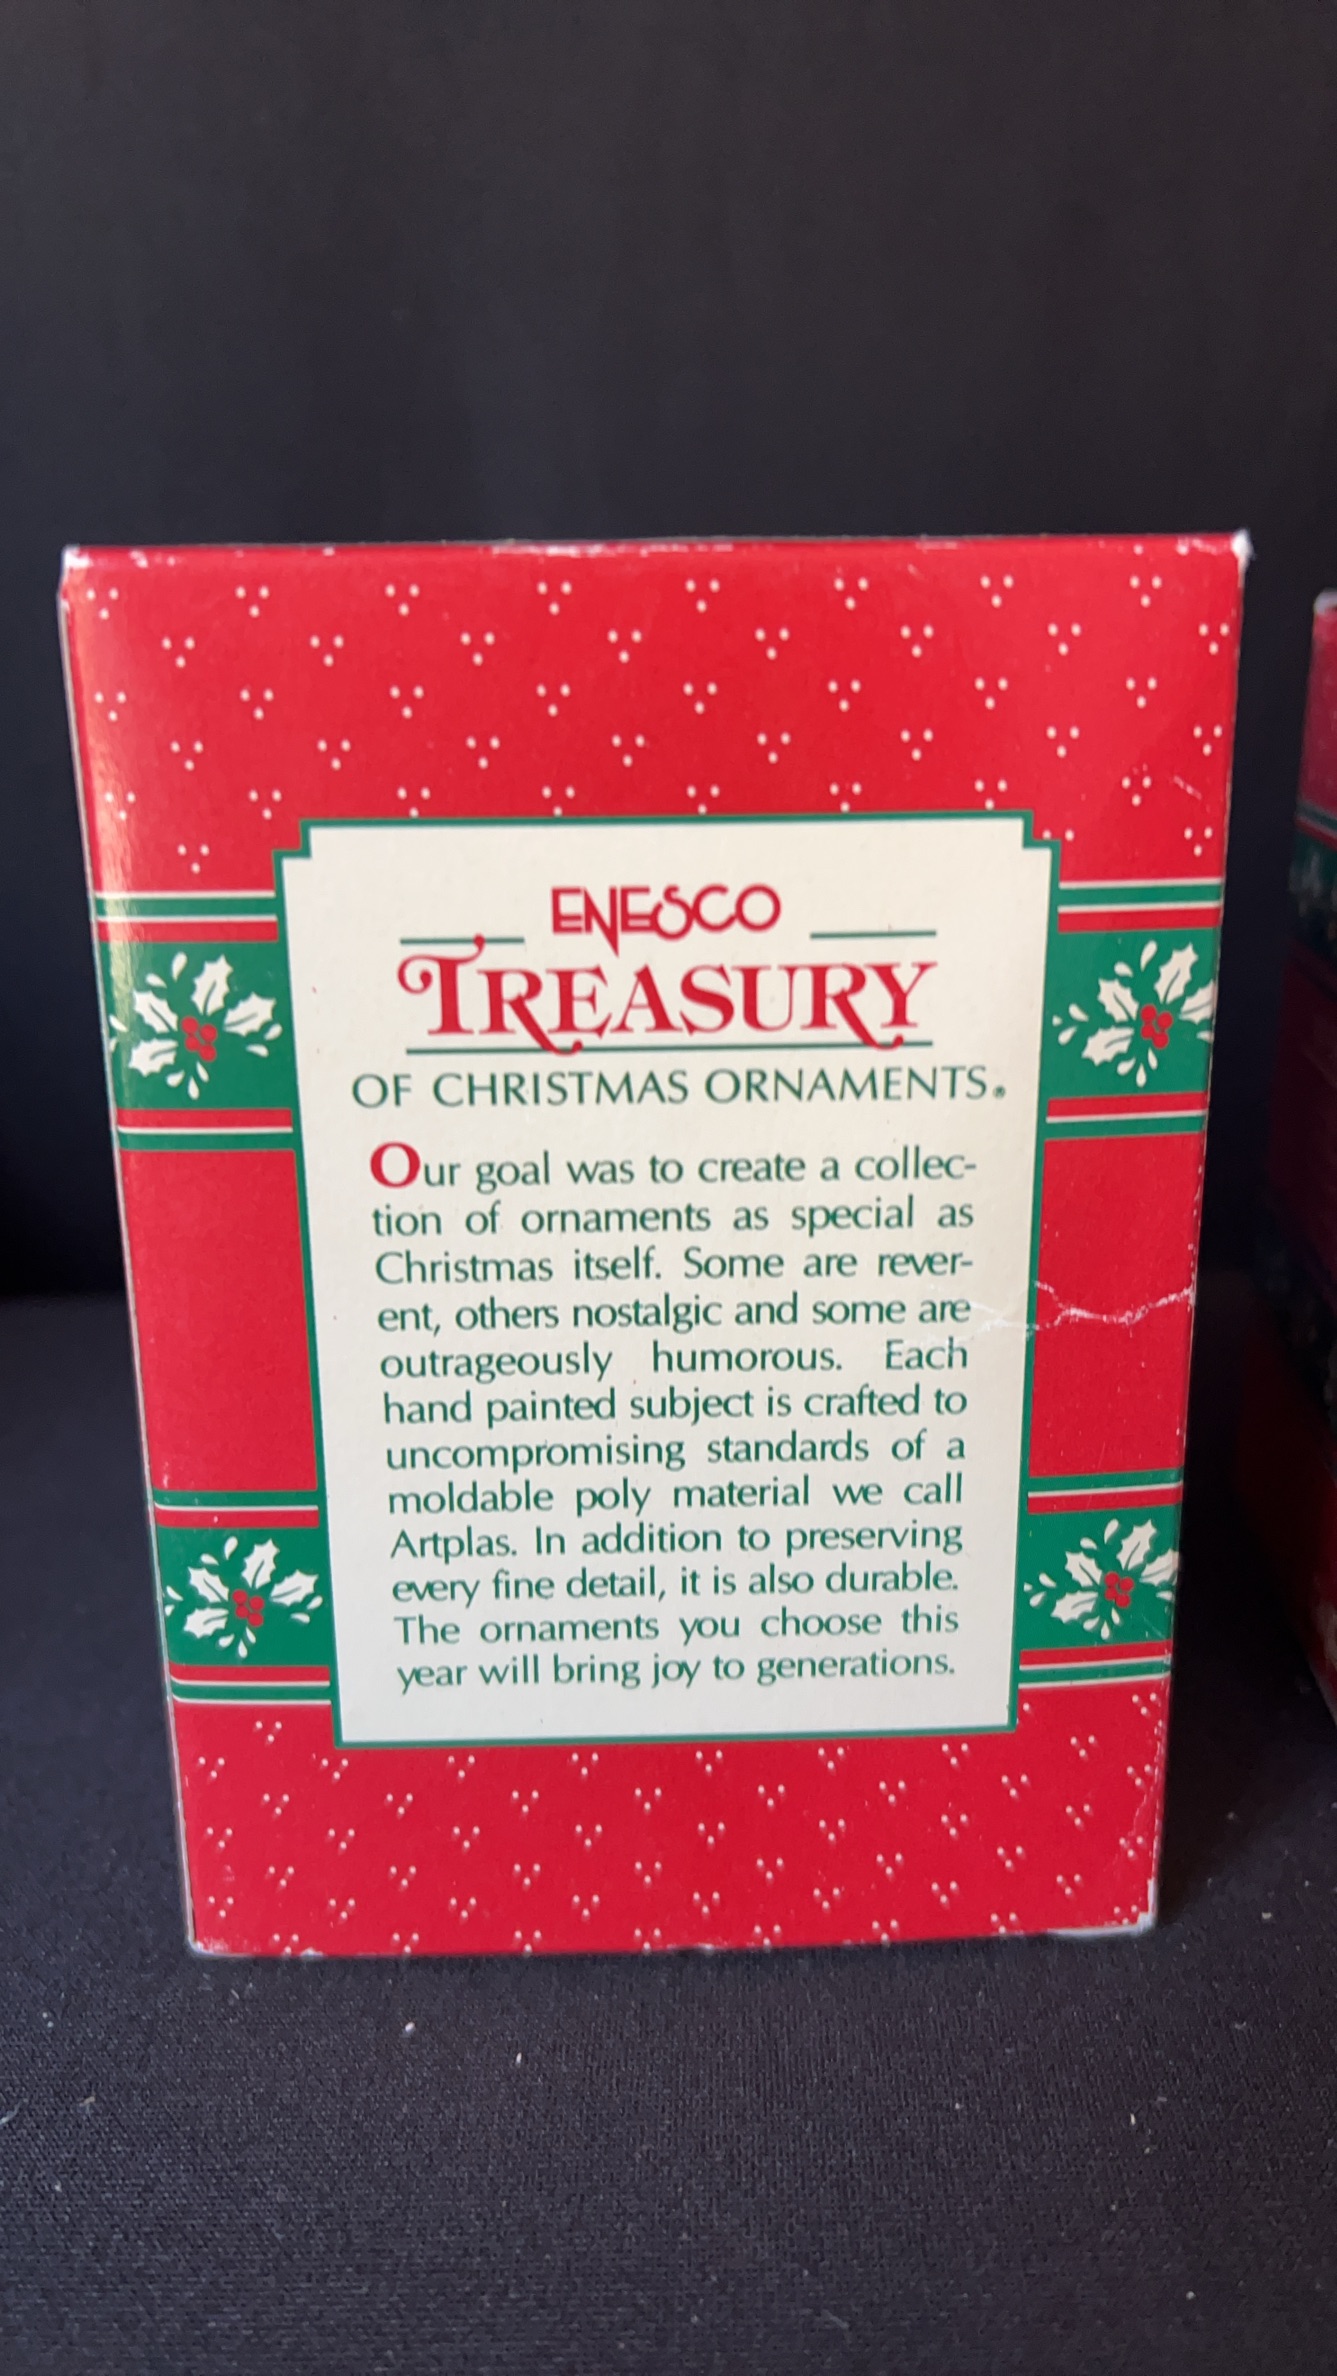 ENESCO
TREASURY
OF CHRISTMAS ORNAMENTS®
Our goal was to create a collec-
tion of ornaments as special as
Christmas itself. Some are rever-
ent, others nostalgic and some are
outrageously humorous. Each
hand painted subject is crafted to
uncompromising standards of a
moldable poly material we call
Artplas. In addition to preserving
every fine detail, it is also durable.
The ornaments you choose this
year will bring joy to generations.